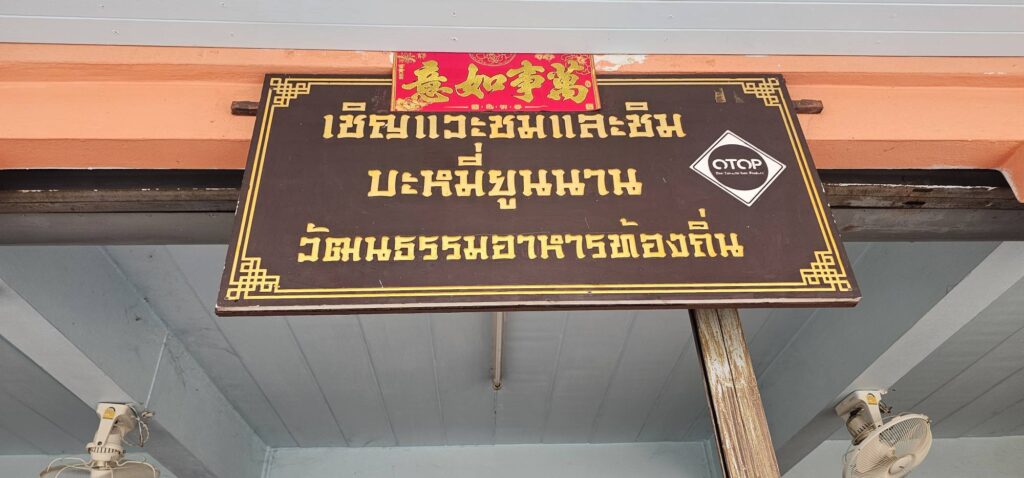 萬事如意
เชิญแวะชมและชิม
บะหมี่ยูนนาน
วัฒนธรรมอาหารท้องถิ่น
OTOP